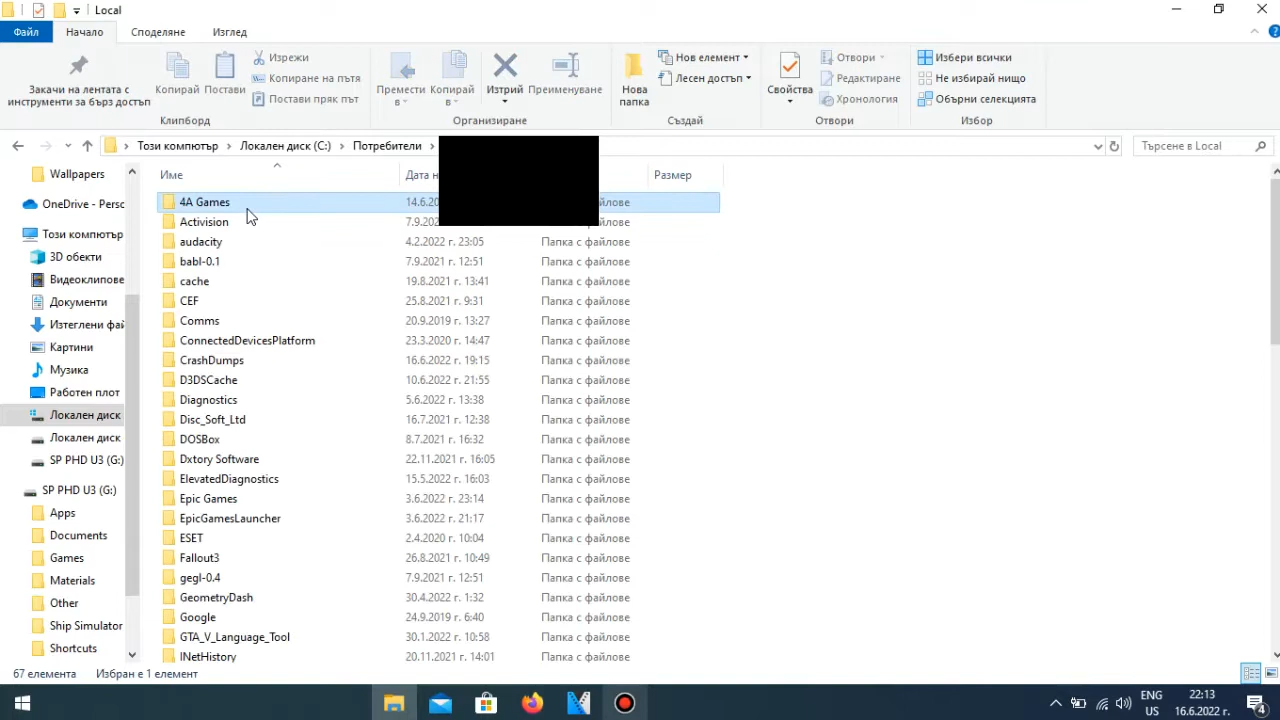 Local
Файл Начало Споделяне Изглед
Закачи на лентата с инструменти за бърз достъп
Копирай Постави
Изрежи
Копиране на пътя
Постави пряк път
Клипборд
Премести в
Копирай в
Изтрий Преименуване
Организиране
Нова папка
Нов елемент
Лесен достъп
Създай
Свойства
Отвори
Редактиране
Хронология
Отвори
Избери всички
Не избирай нищо
Обърни селекцията
Избор
Този компютър Локален диск (C:) Потребители
Търсене в Local
Wallpapers
OneDrive - Perso
Този компютър
3D обекти
Видеоклипове
Документи
Изтеглени фай
Картини
Музика
Работен плот
Локален диск
Локален диск
SP PHD U3 (G:)
SP PHD U3 (G:)
Apps
Documents
Games
Materials
Other
Ship Simulator
Shortcuts
Име Дата н Размер
4A Games 14.6.20 йлове
Activision 7.9.202 йлове
audacity 4.2.2022 г. 23:05 Папка с файлове
babl-0.1 7.9.2021 г. 12:51 Папка с файлове
cache 19.8.2021 г. 13:41 Папка с файлове
CEF 25.8.2021 г. 9:31 Папка с файлове
Comms 20.9.2019 г. 13:27 Папка с файлове
ConnectedDevicesPlatform 23.3.2020 г. 14:47 Папка с файлове
CrashDumps 16.6.2022 г. 19:15 Папка с файлове
D3DSCache 10.6.2022 г. 21:55 Папка с файлове
Diagnostics 5.6.2022 г. 13:38 Папка с файлове
Disc_Soft_Ltd 16.7.2021 г. 12:38 Папка с файлове
DOSBox 8.7.2021 г. 16:32 Папка с файлове
Dxtory Software 22.11.2021 г. 16:05 Папка с файлове
ElevatedDiagnostics 15.5.2022 г. 16:03 Папка с файлове
Epic Games 3.6.2022 г. 23:14 Папка с файлове
EpicGamesLauncher 3.6.2022 г. 21:17 Папка с файлове
ESET 2.4.2020 г. 10:04 Папка с файлове
Fallout3 26.8.2021 г. 10:49 Папка с файлове
gegl-0.4 7.9.2021 г. 12:51 Папка с файлове
GeometryDash 30.4.2022 г. 1:32 Папка с файлове
Google 24.9.2019 г. 6:40 Папка с файлове
GTA_V_Language_Tool 30.1.2022 г. 10:58 Папка с файлове
INetHistory 20.11.2021 г. 14:01 Папка с файлове
67 елемента Избран е 1 елемент
ENG
US
22:13
16.6.2022 г.
4